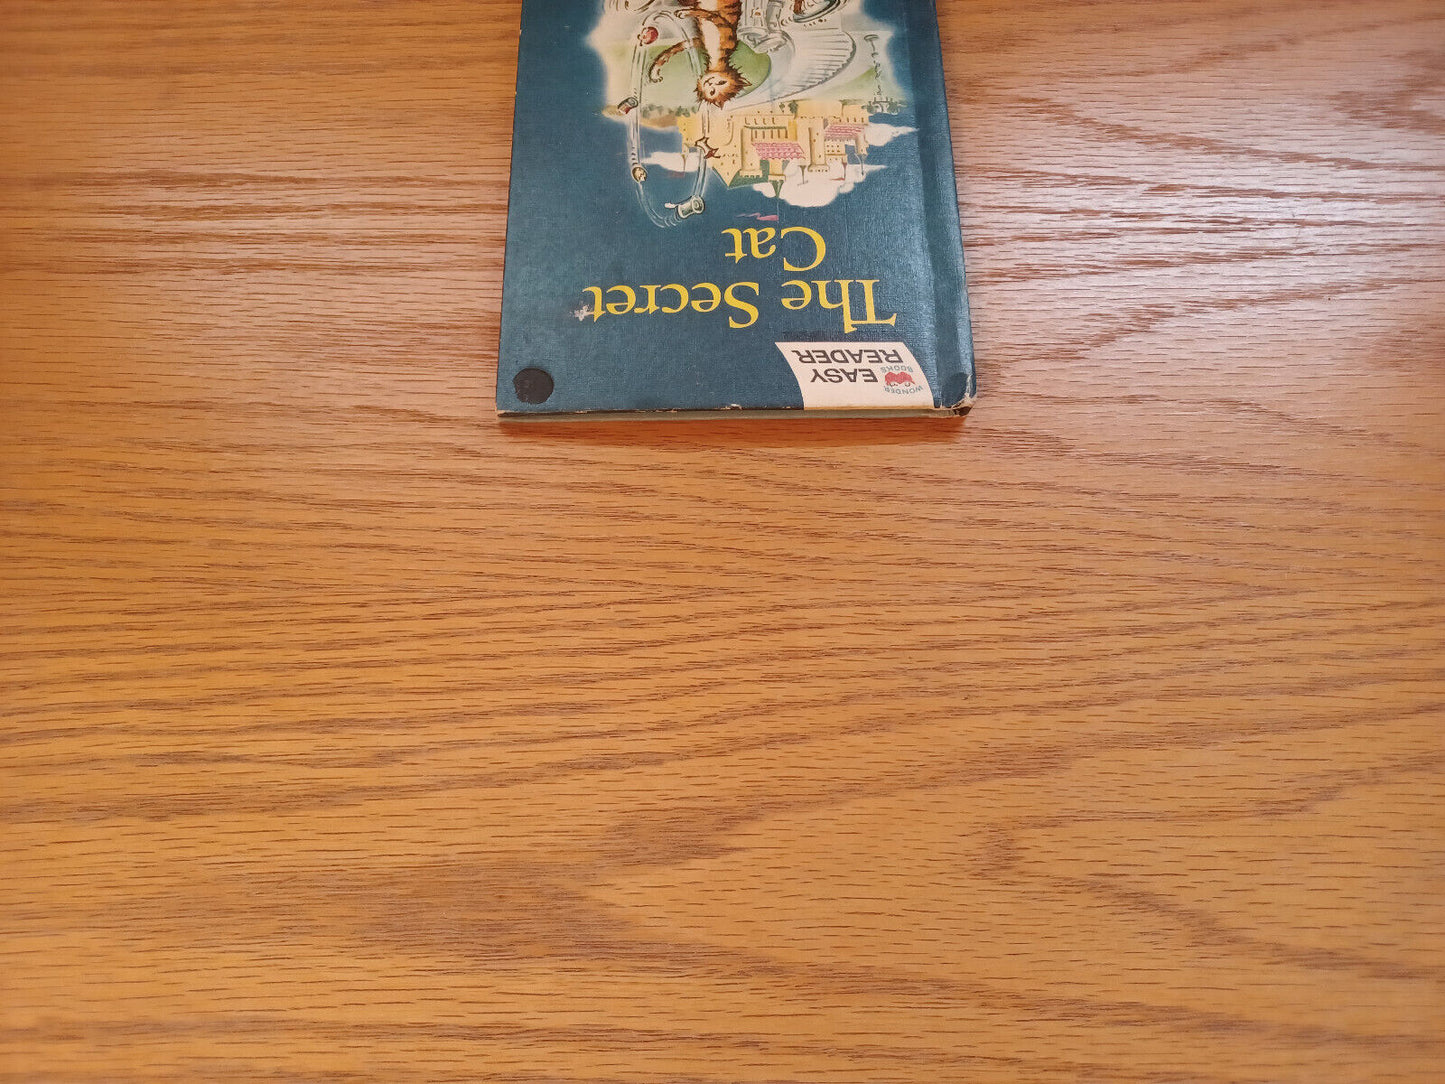 WONDER
BOOKS
EASY
READER
The Secret
Cat